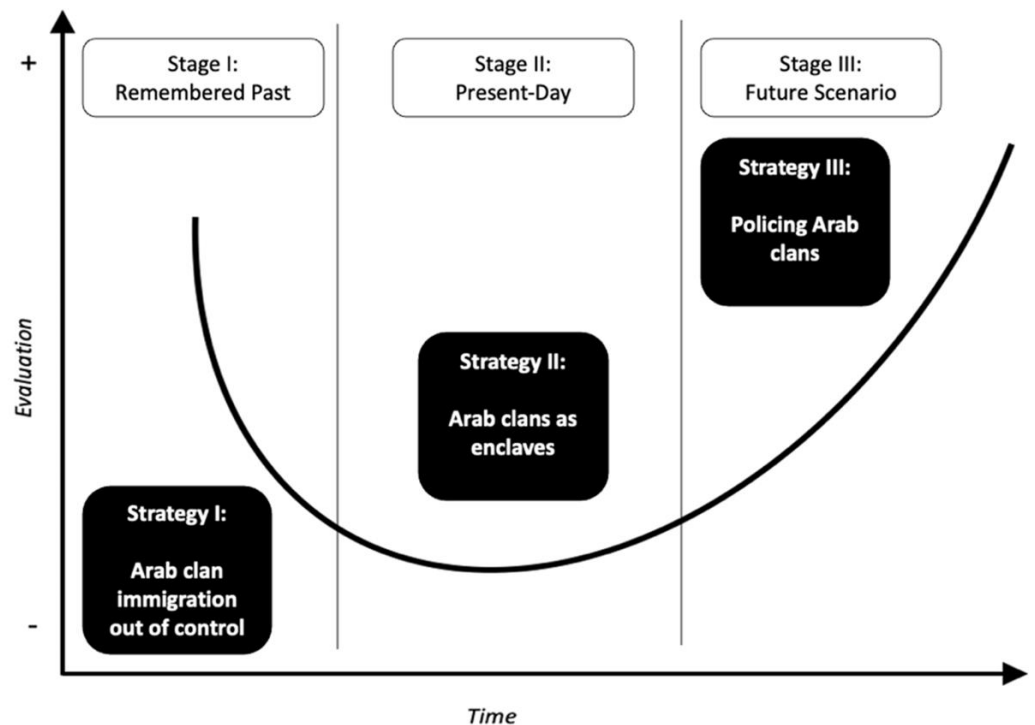 +
Stage I:
Remembered Past
Stage II:
Present-Day
Stage III:
Future Scenario
Strategy III:
Policing Arab
clans
Strategy II:
Arab clans as
enclaves
Evaluation
Strategy I:
Arab clan
immigration
out of control
-
Time